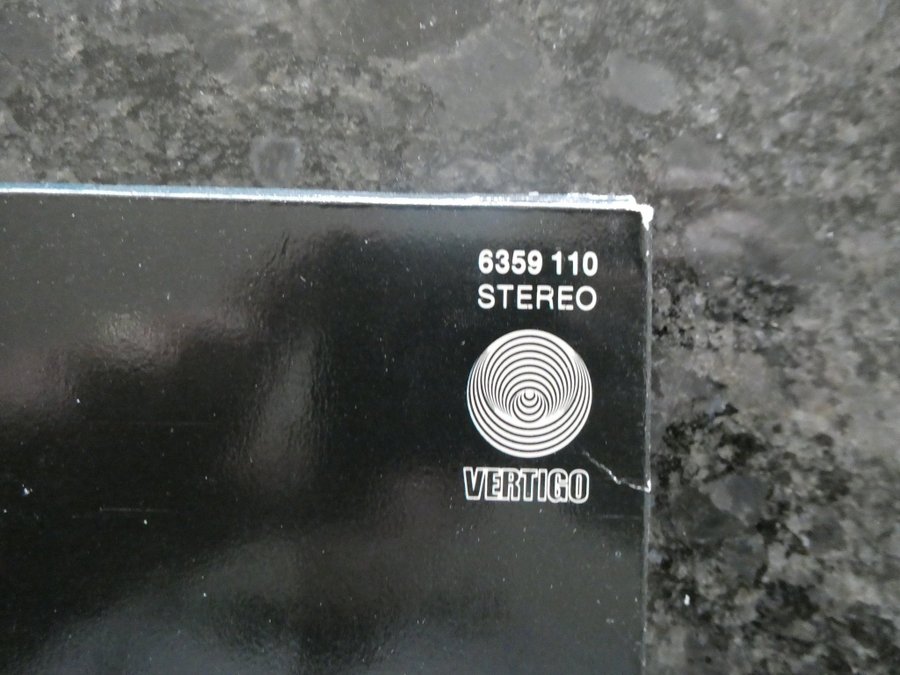 6359 110
STEREO
VERTIGO